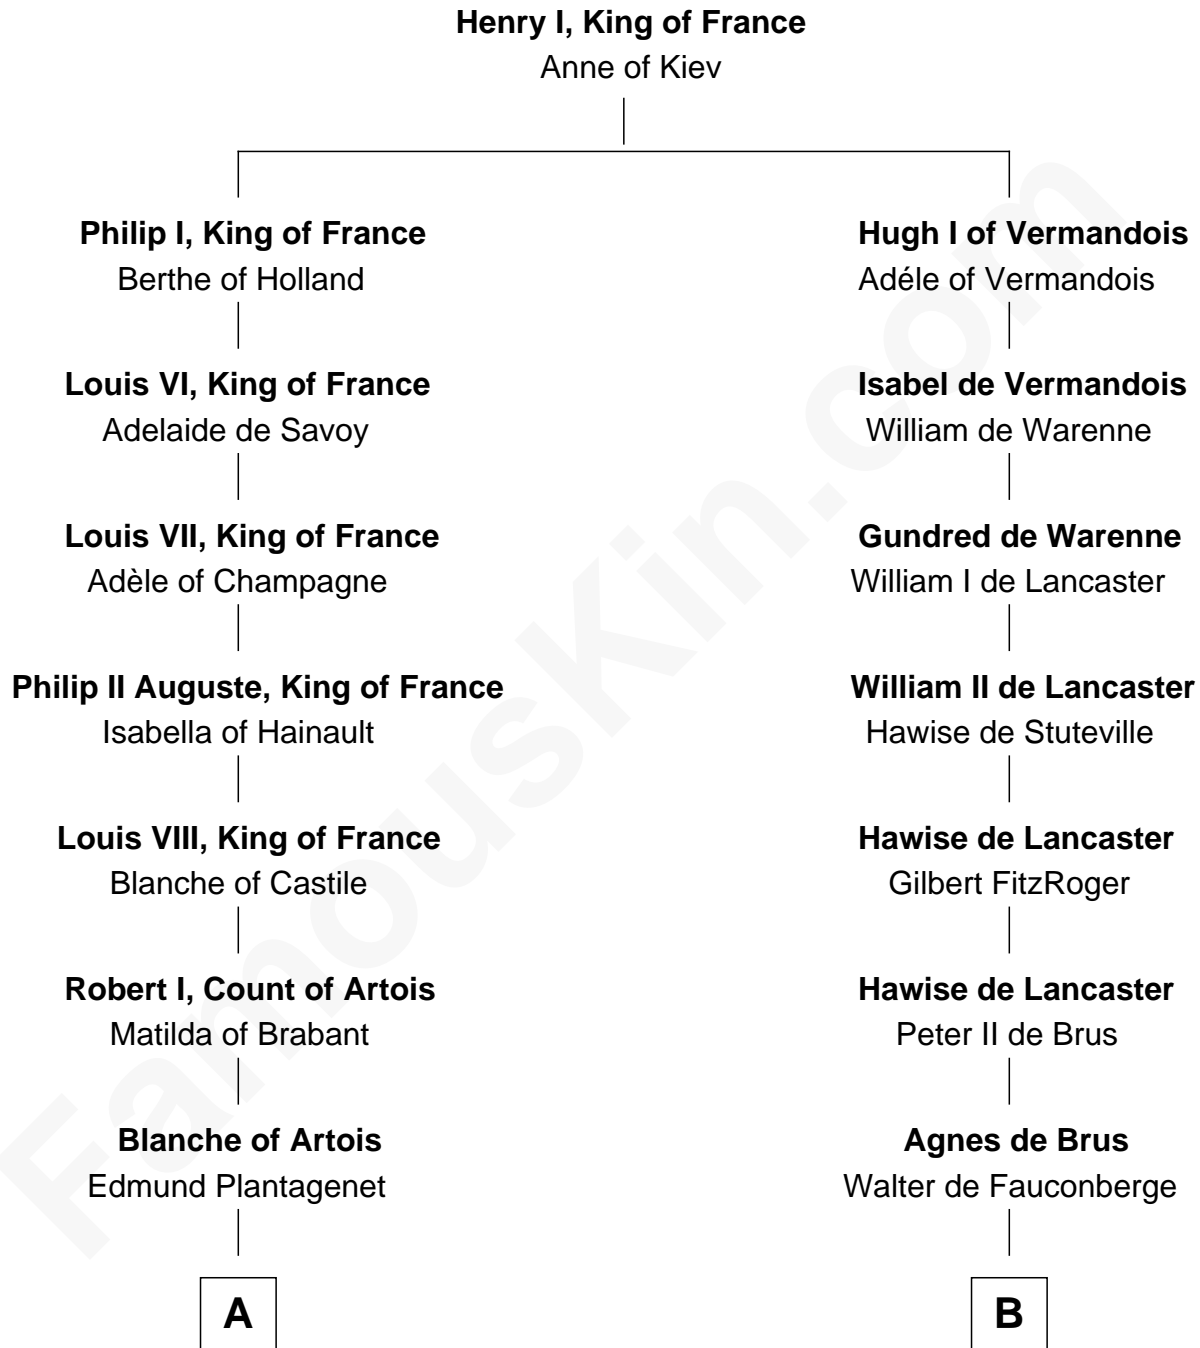 Henry I, King of France
Anne of Kiev
Philip I, King of France
Berthe of Holland
Hugh I of Vermandois
Adéle of Vermandois
Louis VI, King of France
Adelaide de Savoy
Isabel de Vermandois
William de Warenne
Louis VII, King of France
Adèle of Champagne
Gundred de Warenne
William I de Lancaster
Philip II Auguste, King of France
Isabella of Hainault
William II de Lancaster
Hawise de Stuteville
Louis VIII, King of France
Blanche of Castile
Hawise de Lancaster
Gilbert FitzRoger
Robert I, Count of Artois
Matilda of Brabant
Hawise de Lancaster
Peter II de Brus
Blanche of Artois
Edmund Plantagenet
Agnes de Brus
Walter de Fauconberge
A
B
FamousKin.com